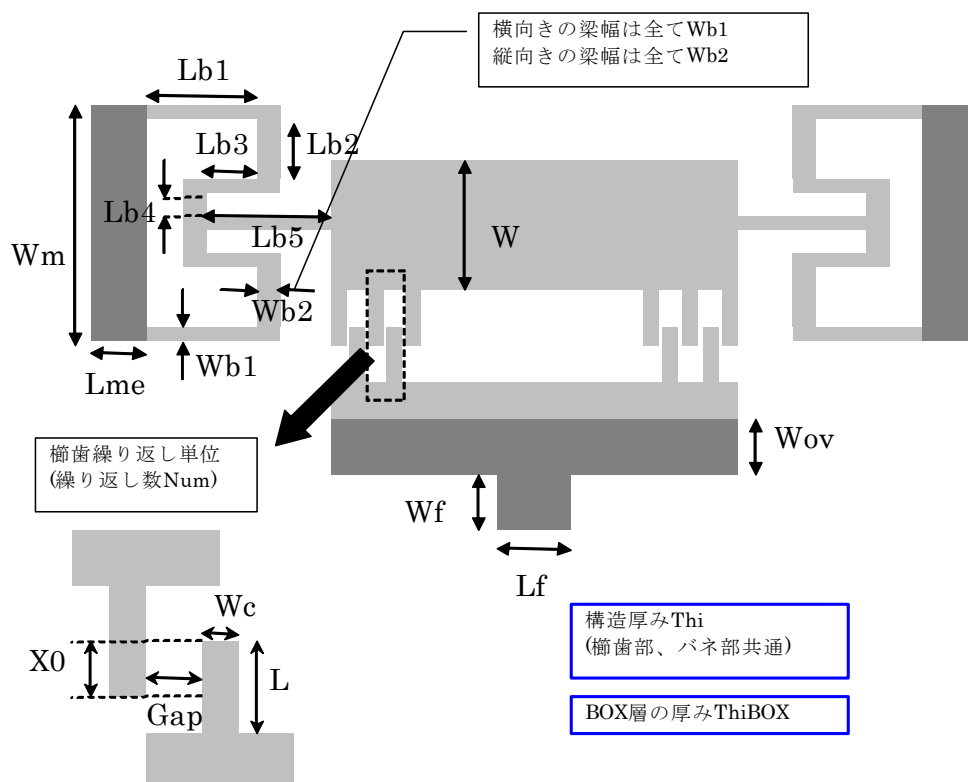 横向きの梁幅は全てWb1
縦向きの梁幅は全てWb2
Lb1
Lb3
Lb2
Lb4
Lb5
W
Wm
Wb2
Wb1
Lme
櫛歯繰り返し単位
(繰り返し数Num)
Wov
Wf
Lf
Wc
X0
L
Gap
構造厚みThi
(櫛歯部、バネ部共通)
BOX層の厚みThiBOX